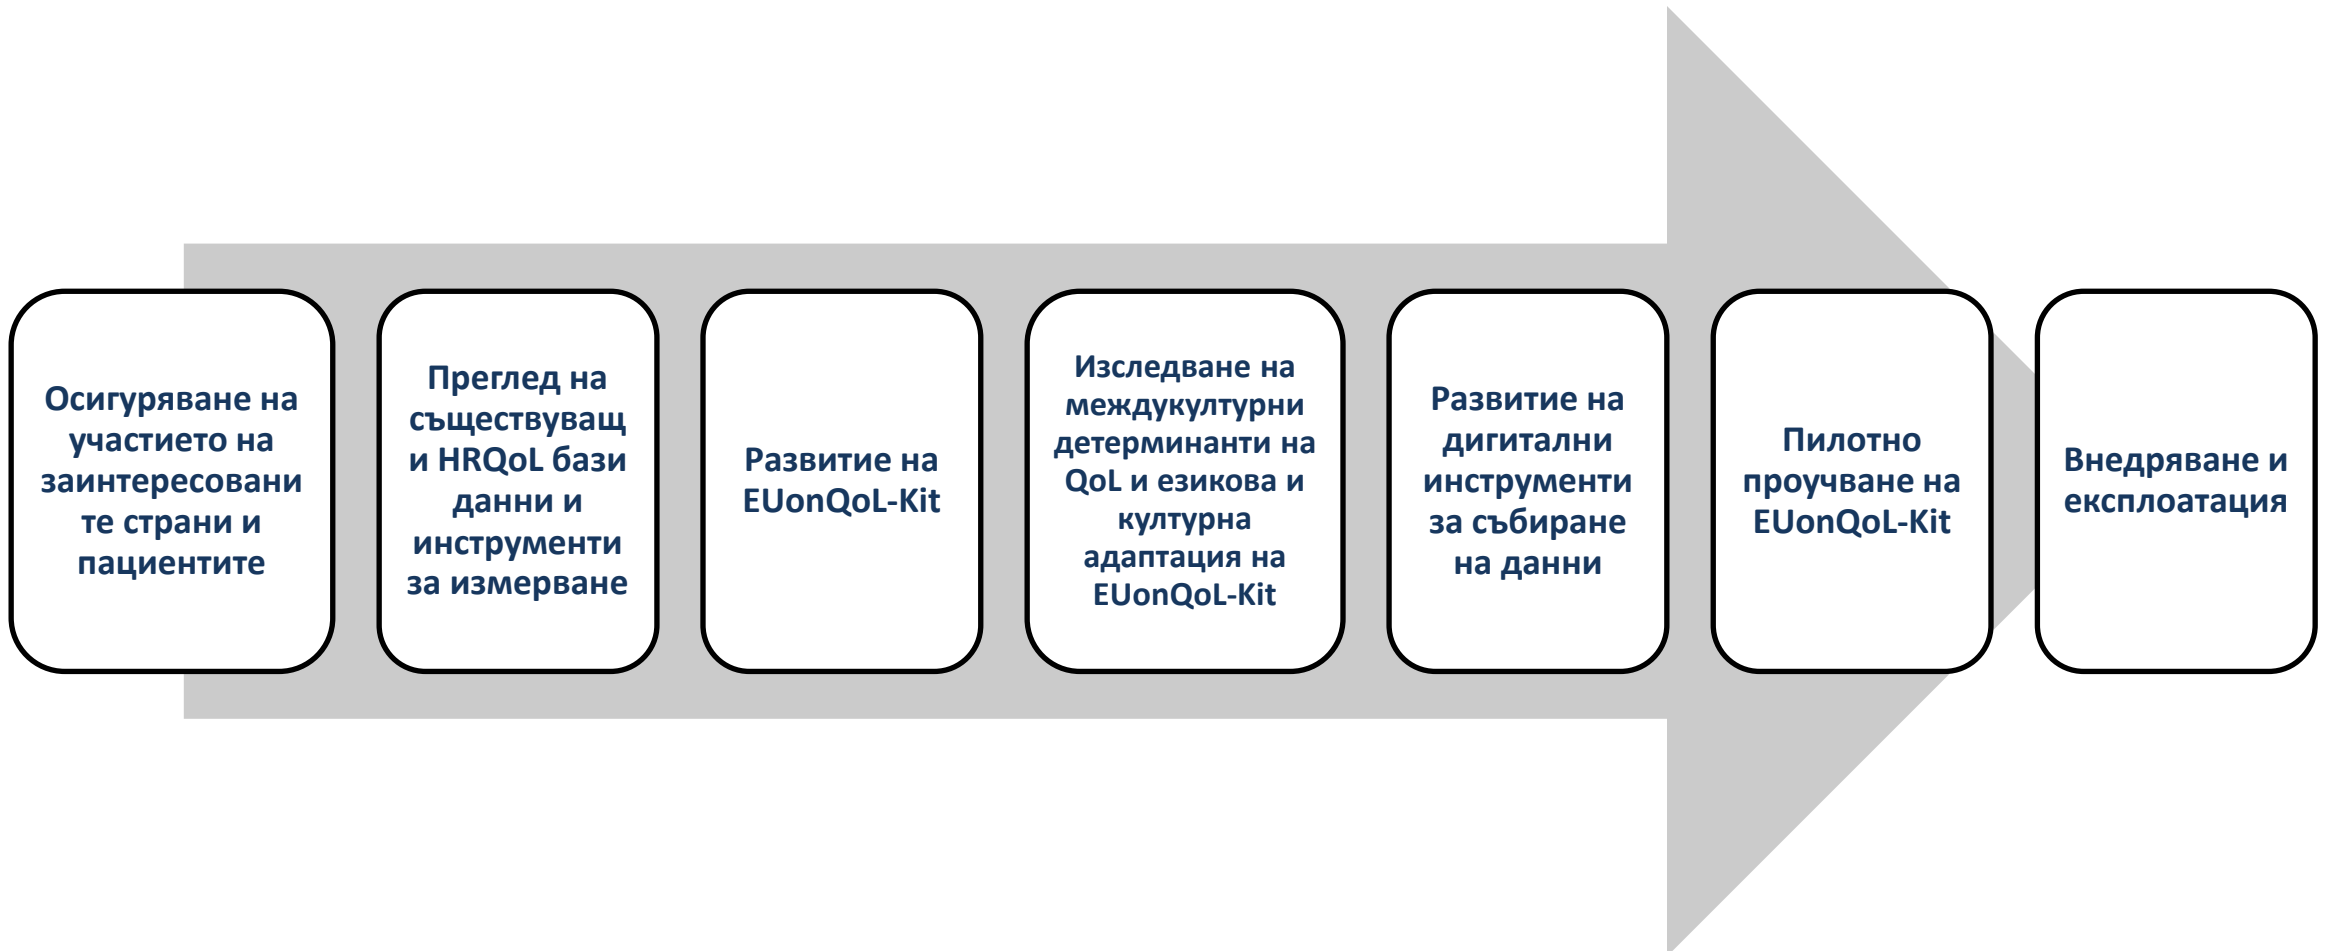 Осигуряване на
участието на
заинтересовани
те страни и
пациентите
Преглед на
съществуващ
и HRQoL бази
данни и
инструменти
за измерване
Развитие на
EUonQoL-Kit
Изследване на
междукултурни
детерминанти на
QoL и езикова и
културна
адаптация на
EUonQoL-Kit
Развитие на
дигитални
инструменти
за събиране
на данни
Пилотно
проучване на
EUonQoL-Kit
Внедряване и
експлоатация